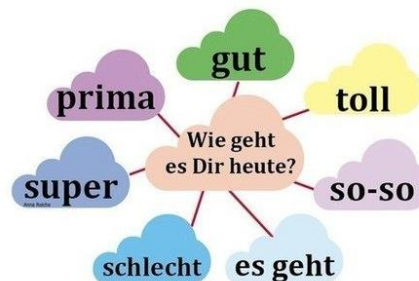 gut
prima
toll
Wie geht
es Dir heute?
super
so-so
schlecht
es geht